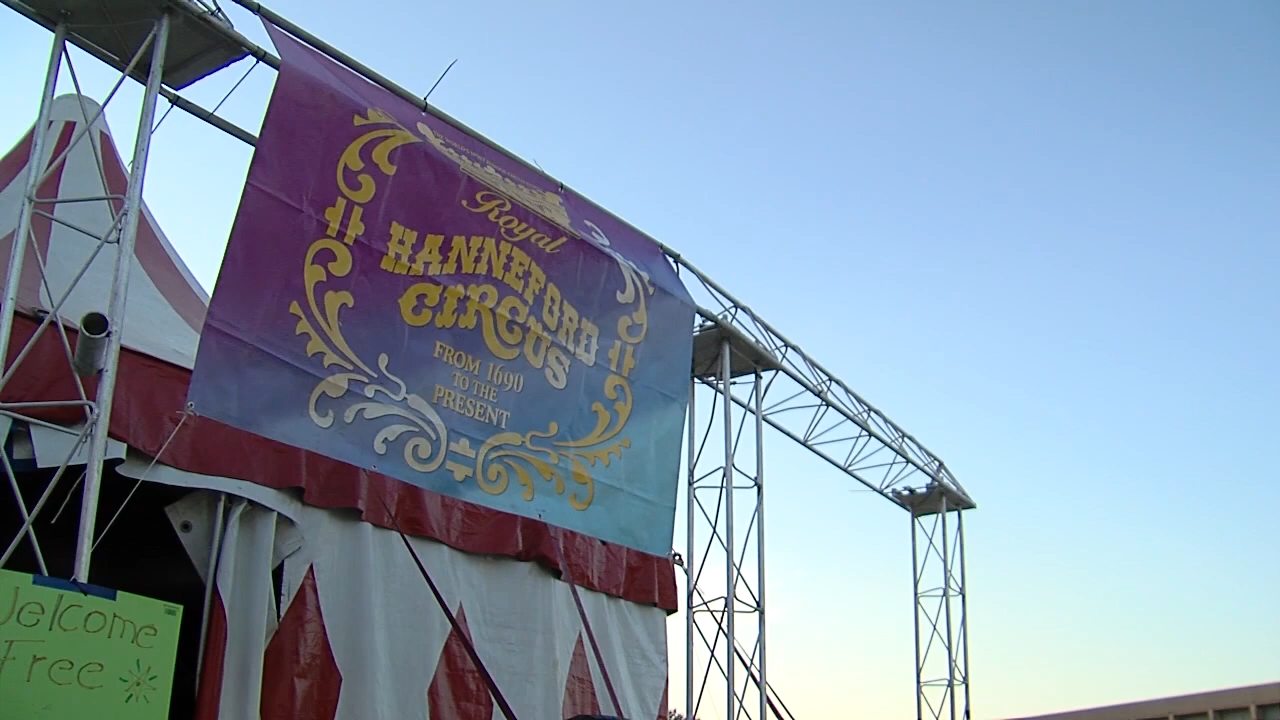 Royal
HANNEFORD
CIRCUS
FROM 1690
TO THE
PRESENT
Welcome
Free